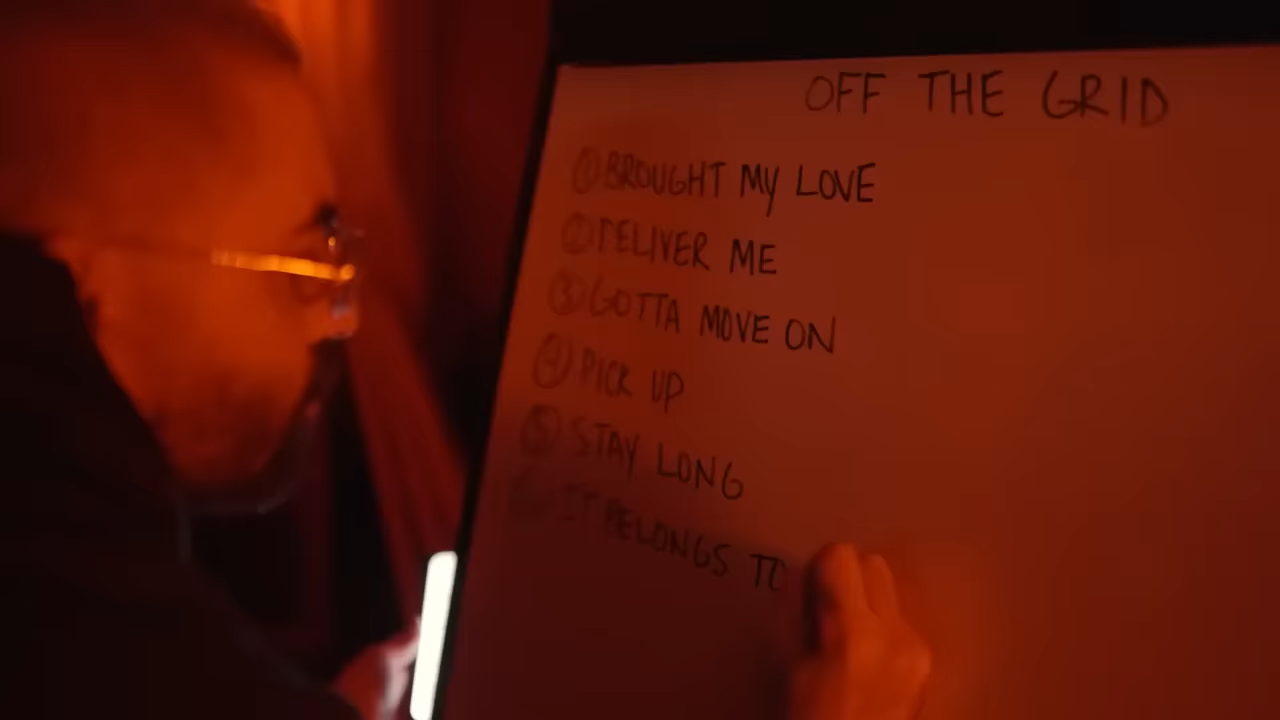 OFF THE GRID
① BROUGHT MY LOVE
② DELIVER ME
③ GOTTA MOVE ON
④ PICK UP
⑤ STAY LONG
⑥ IT BELONGS TO